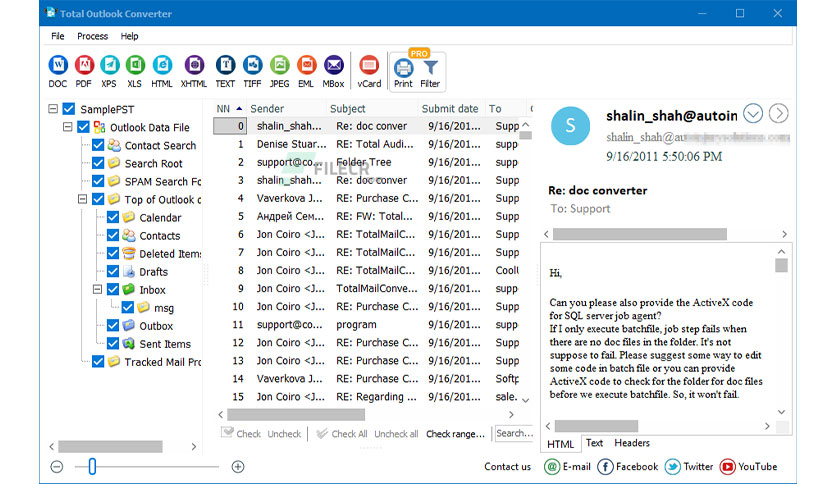 Total Outlook Converter
File Process Help
PRO
DOC PDF XPS XLS HTML XHTML TEXT TIFF JPEG EML MBox vCard Print Filter
SamplePST
Outlook Data File
Contact Search
Search Root
SPAM Search Fo
Top of Outlook d
Calendar
Contacts
Deleted Items
Drafts
Inbox
msg
Outbox
Sent Items
Tracked Mail Pro
NN Sender Subject Submit date To
0 shalin_shah... Re: doc conver 9/16/201... Supp
1 Denise Stuar... RE: Total Audi... 9/16/201... supp
2 support@co... Folder Tree 9/16/201... supp
3 shalin_shah... Re: doc conver 9/16/201... Supp
4 Vaverkova J... RE: Purchase C... 9/16/201... Supp
5 Андрей Сем... RE: FW: Total... 9/16/201... supp
6 Jon Coiro <J... RE: TotalMailC... 9/16/201... supp
7 Jon Coiro <J... RE: TotalMailC... 9/16/201... supp
8 Jon Coiro <J... RE: TotalMailC... 9/16/201... CoolU
9 Jon Coiro <J... TotalMailConve... 9/16/201... supp
10 Jon Coiro <J... RE: Purchase C... 9/16/201... Supp
11 support@co... program 9/16/201... supp
12 Jon Coiro <J... RE: Purchase C... 9/16/201... Supp
13 Jon Coiro <J... RE: Purchase C... 9/16/201... Supp
14 Vaverkova J... RE: Purchase C... 9/16/201... Softp
15 Jon Coiro <J... RE: Regarding ... 9/16/201... sale.
FILECR
Check Uncheck Check All Uncheck all Check range... Search...
S
shalin_shah@autoin
9/16/2011 5:50:06 PM
Re: doc converter
To: Support
Hi,
Can you please also provide the ActiveX code
for SQL server job agent?
If I only execute batchfile, job step fails when
there are no doc files in the folder. It's not
suppose to fail. Please suggest some way to edit
some code in batch file or you can provide
ActiveX code to check for the folder for doc files
before we execute batchfile. So, it won't fail.
HTML Text Headers
Contact us E-mail Facebook Twitter YouTube